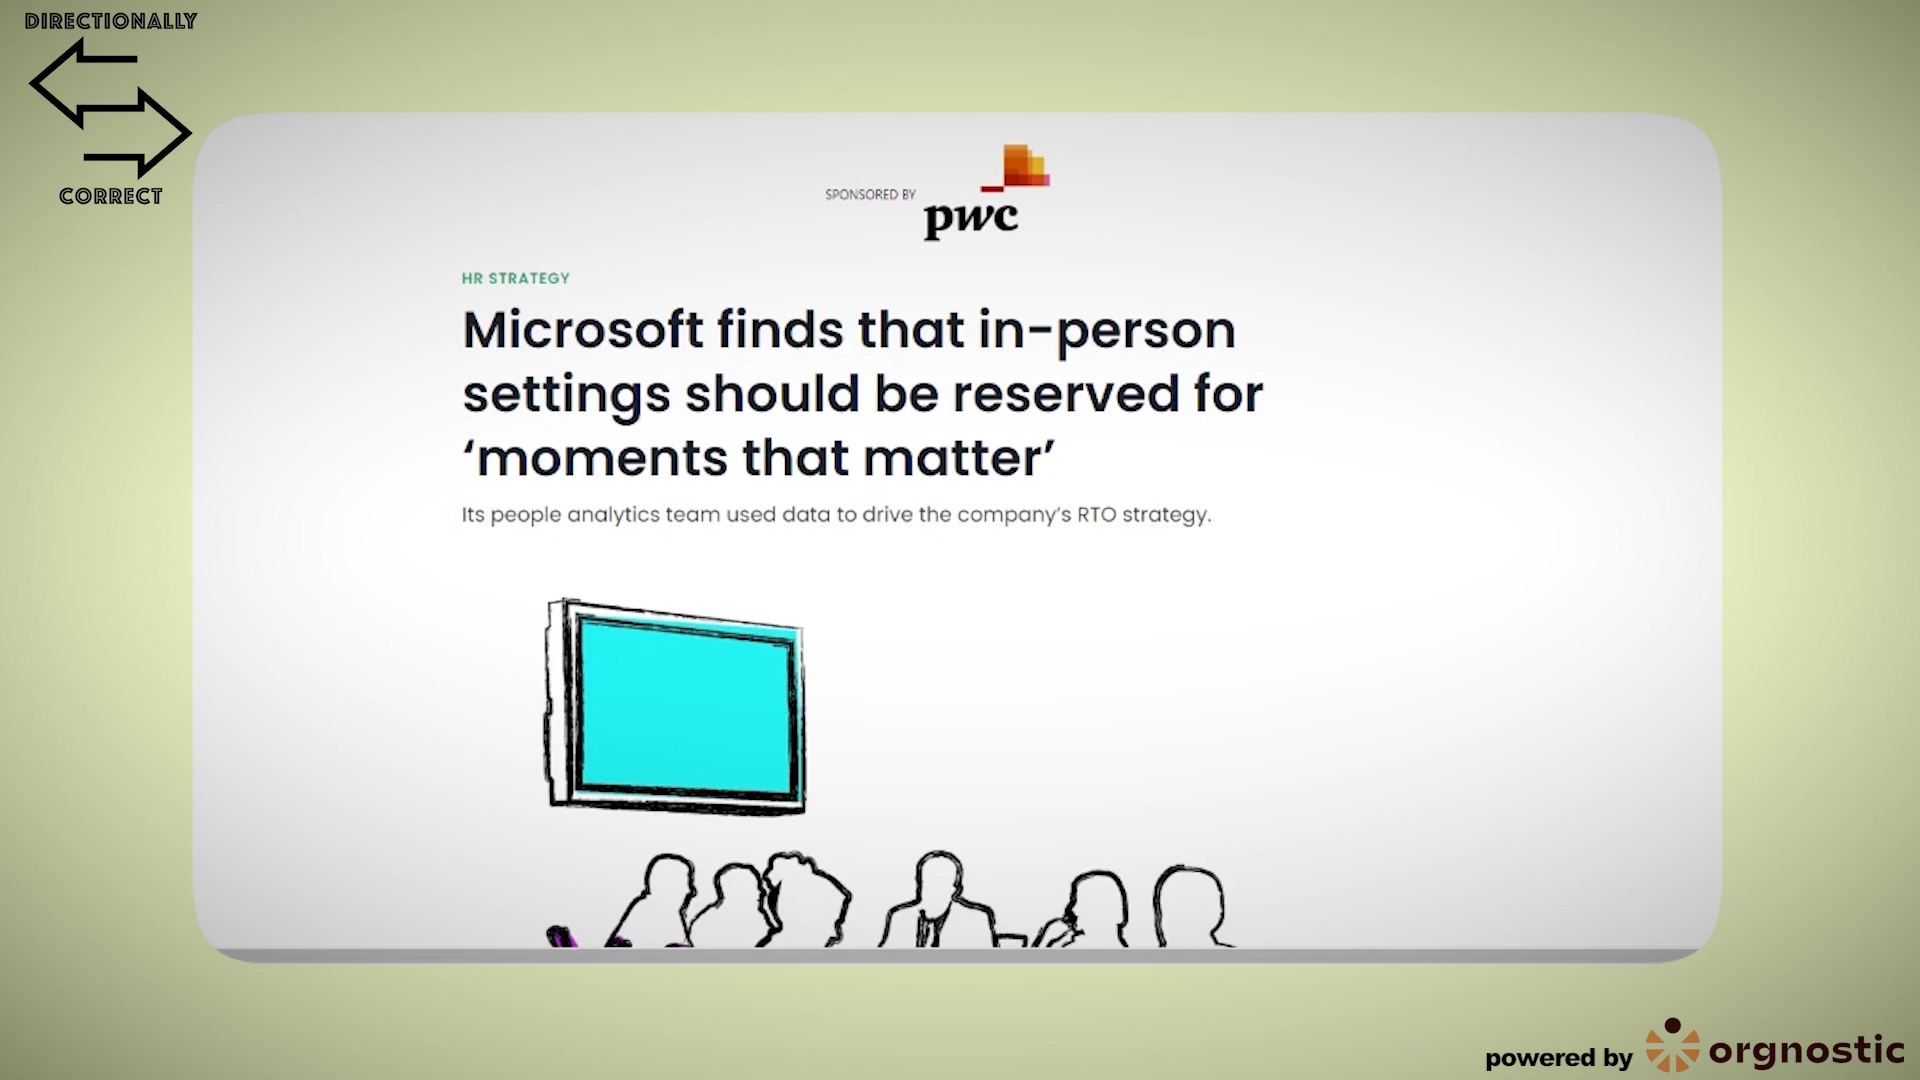 DIRECTIONALLY
CORRECT
SPONSORED BY
pwc
HR STRATEGY
Microsoft finds that in-person
settings should be reserved for
‘moments that matter’
Its people analytics team used data to drive the company’s RTO strategy.
powered by orgnostic